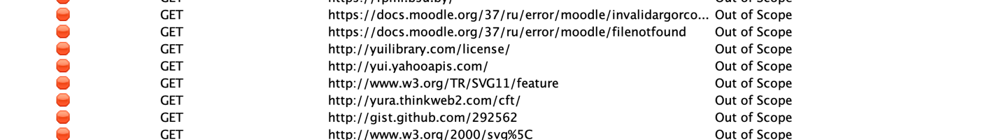 GET https://fpmi.bsu.by/ Out of Scope
GET https://docs.moodle.org/37/ru/error/moodle/invalidargorco... Out of Scope
GET https://docs.moodle.org/37/ru/error/moodle/filenotfound Out of Scope
GET http://yuilibrary.com/license/ Out of Scope
GET http://yui.yahooapis.com/ Out of Scope
GET http://www.w3.org/TR/SVG11/feature Out of Scope
GET http://yura.thinkweb2.com/cft/ Out of Scope
GET http://gist.github.com/292562 Out of Scope
GET http://www.w3.org/2000/svg%5C Out of Scope